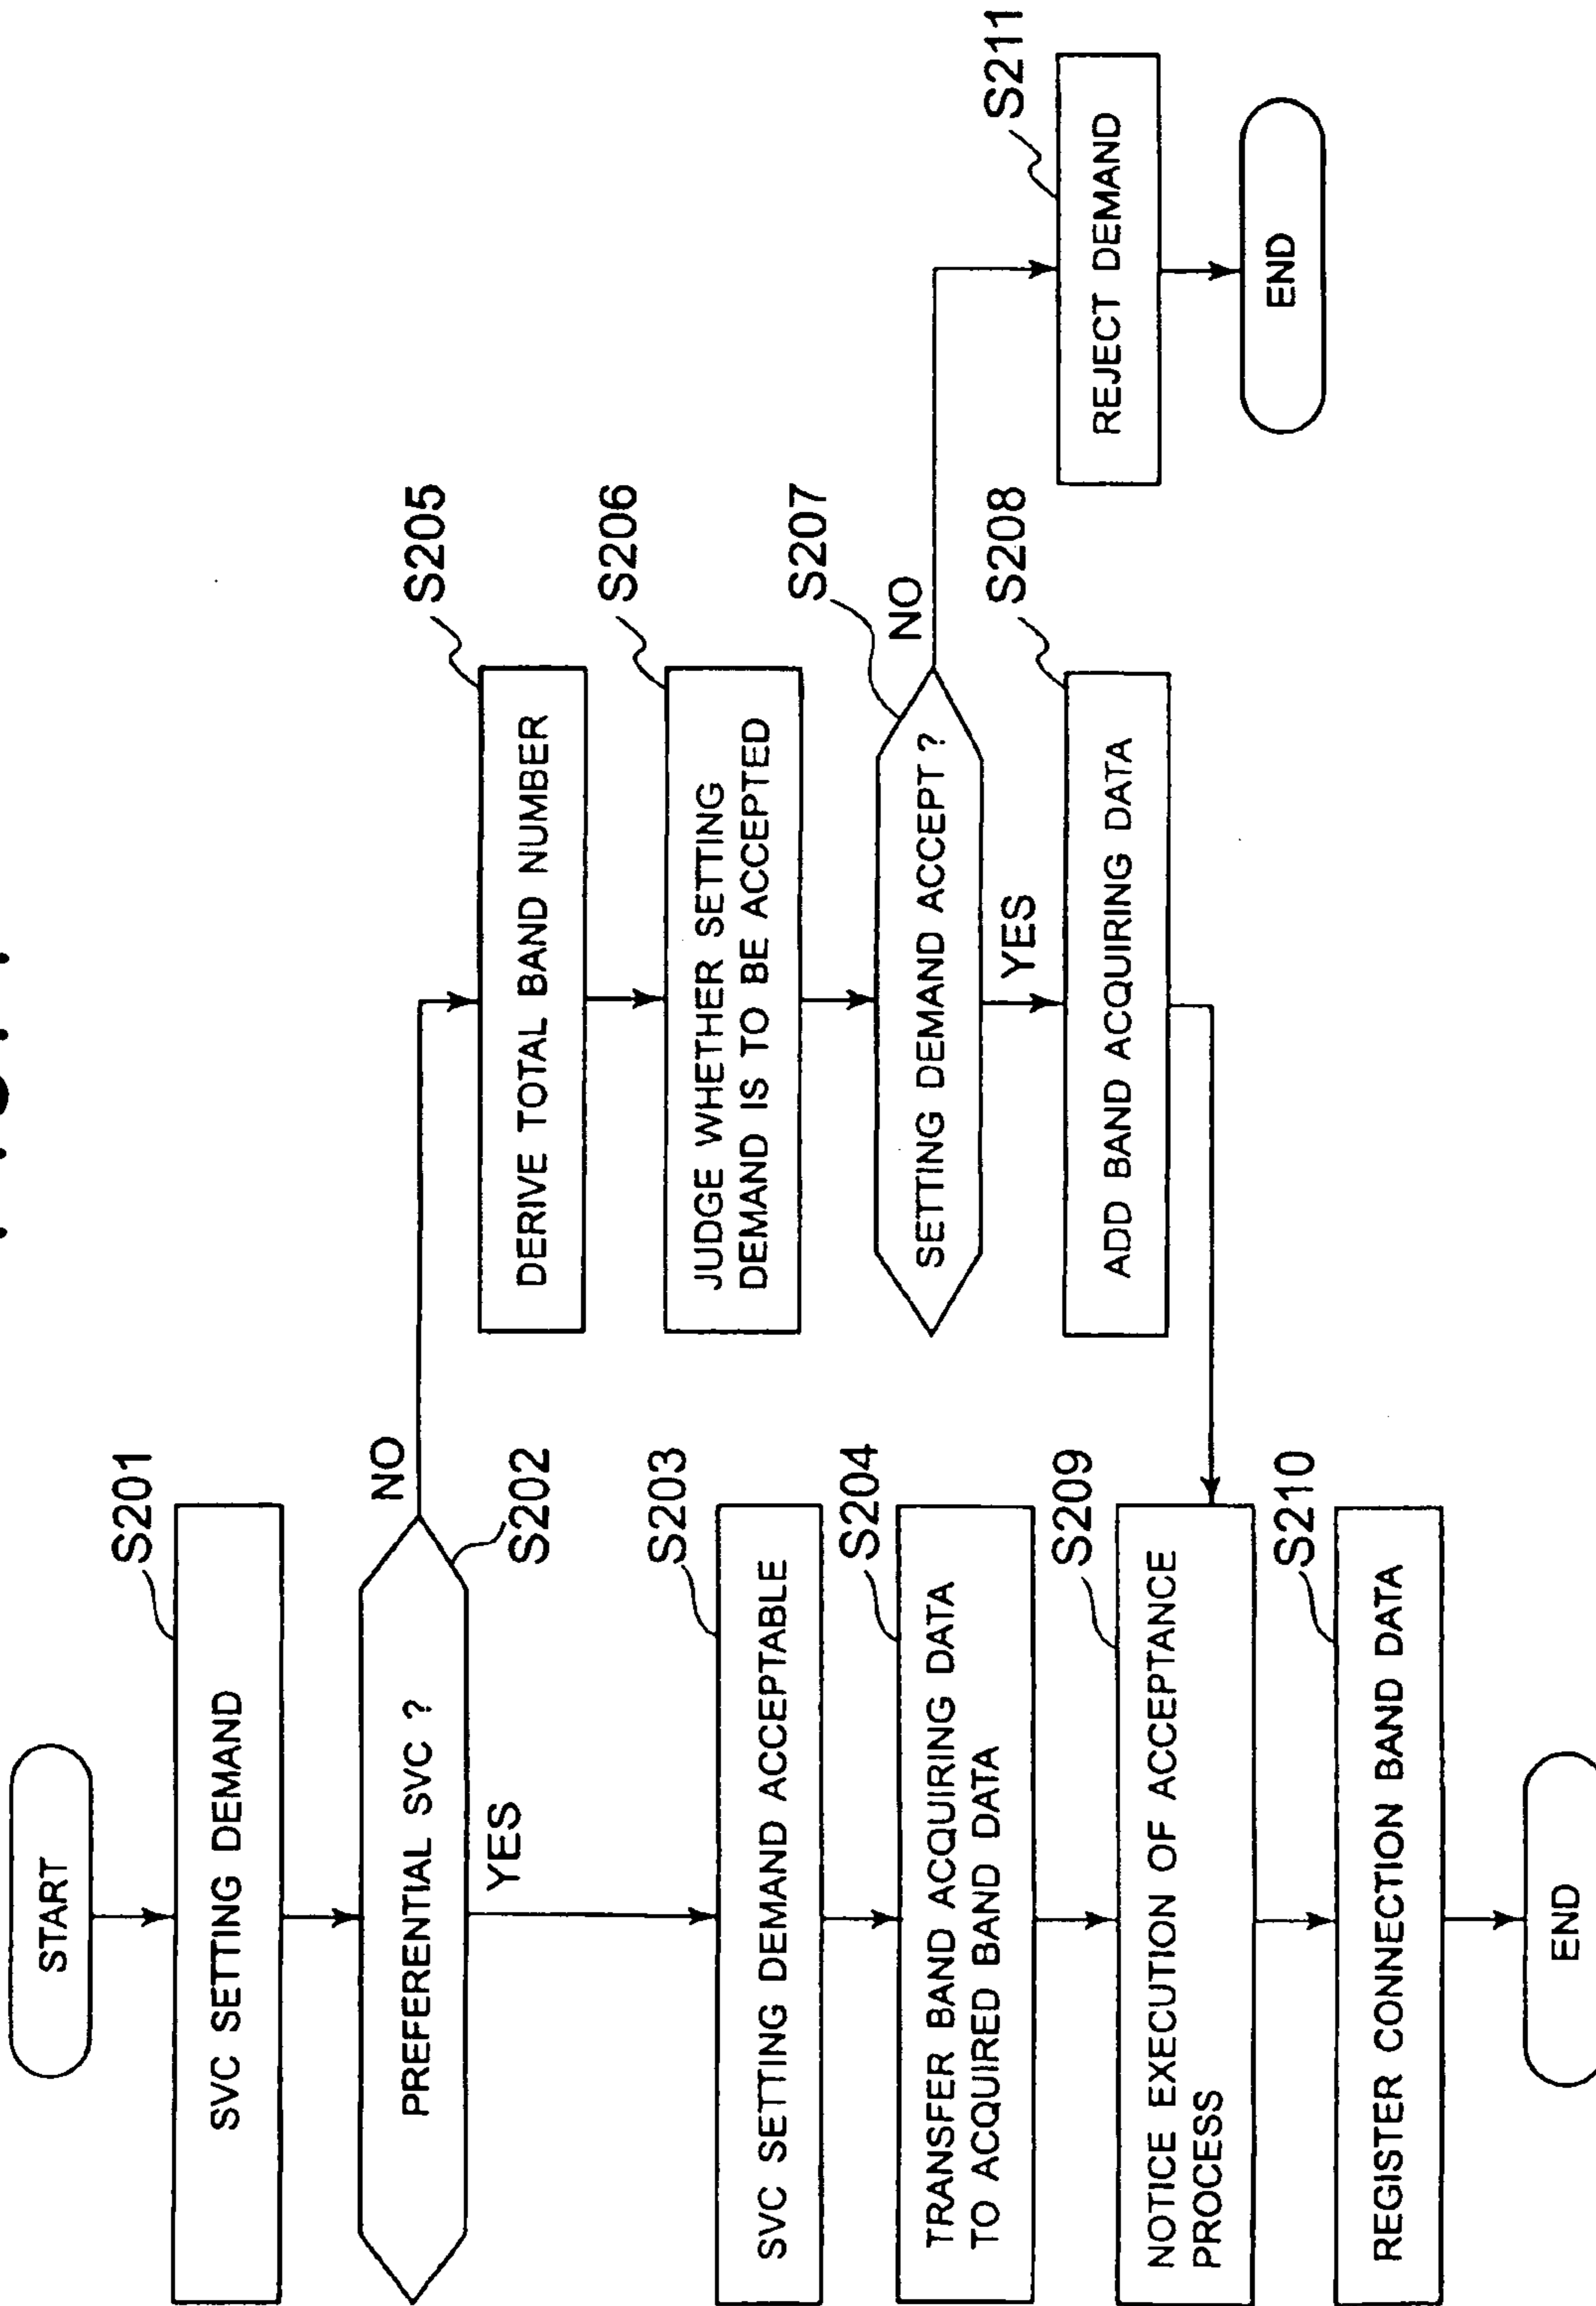 START
S201
SVC SETTING DEMAND
PREFERENTIAL SVC ?
NO
S202
YES
S203
SVC SETTING DEMAND ACCEPTABLE
S204
TRANSFER BAND ACQUIRING DATA
TO ACQUIRED BAND DATA
S205
DERIVE TOTAL BAND NUMBER
S206
JUDGE WHETHER SETTING
DEMAND IS TO BE ACCEPTED
S207
SETTING DEMAND ACCEPT ?
NO
YES
S208
ADD BAND ACQUIRING DATA
S209
NOTICE EXECUTION OF ACCEPTANCE
PROCESS
S210
REGISTER CONNECTION BAND DATA
END
S211
REJECT DEMAND
END